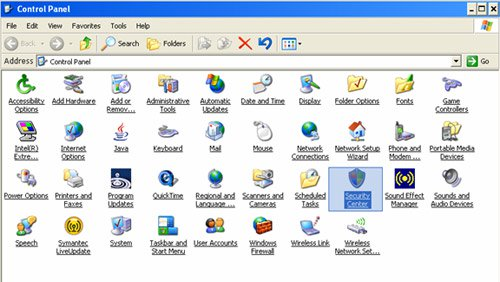 Control Panel
File Edit View Favorites Tools Help
Back Search Folders
Address Control Panel Go
Accessibility Options
Add Hardware
Add or Remov...
Administrative Tools
Automatic Updates
Date and Time
Display
Folder Options
Fonts
Game Controllers
Intel(R) Extre...
Internet Options
Java
Keyboard
Mail
Mouse
Network Connections
Network Setup Wizard
Phone and Modem ...
Portable Media Devices
Power Options
Printers and Faxes
Program Updates
QuickTime
Regional and Language ...
Scanners and Cameras
Scheduled Tasks
Security Center
Sound Effect Manager
Sounds and Audio Devices
Speech
Symantec LiveUpdate
System
Taskbar and Start Menu
User Accounts
Windows Firewall
Wireless Link
Wireless Network Set...